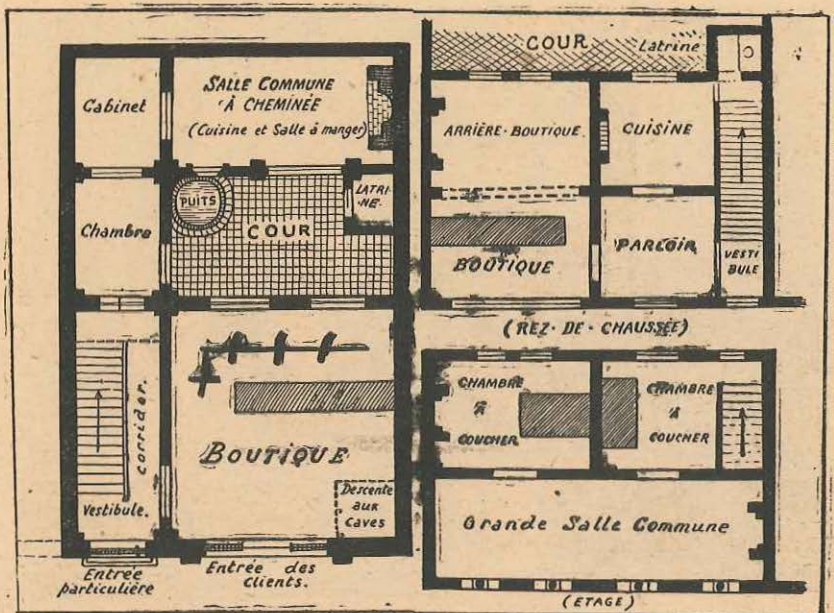 Cabinet
SALLE COMMUNE
À CHEMINÉE
(Cuisine et Salle à manger)
Chambre
PUITS
COUR
LATRI-
NE-
corridor.
Vestibule.
BOUTIQUE
Descente
aux
Caves
Entrée
particulière
Entrée des
clients.
COUR
Latrine
ARRIÈRE-BOUTIQUE
CUISINE
BOUTIQUE
PARLOIR
VESTI
BULE
(REZ-DE-CHAUSSÉE)
CHAMBRE
À
COUCHER
CHAMBRE
À
COUCHER
Grande Salle Commune
(ETAGE)